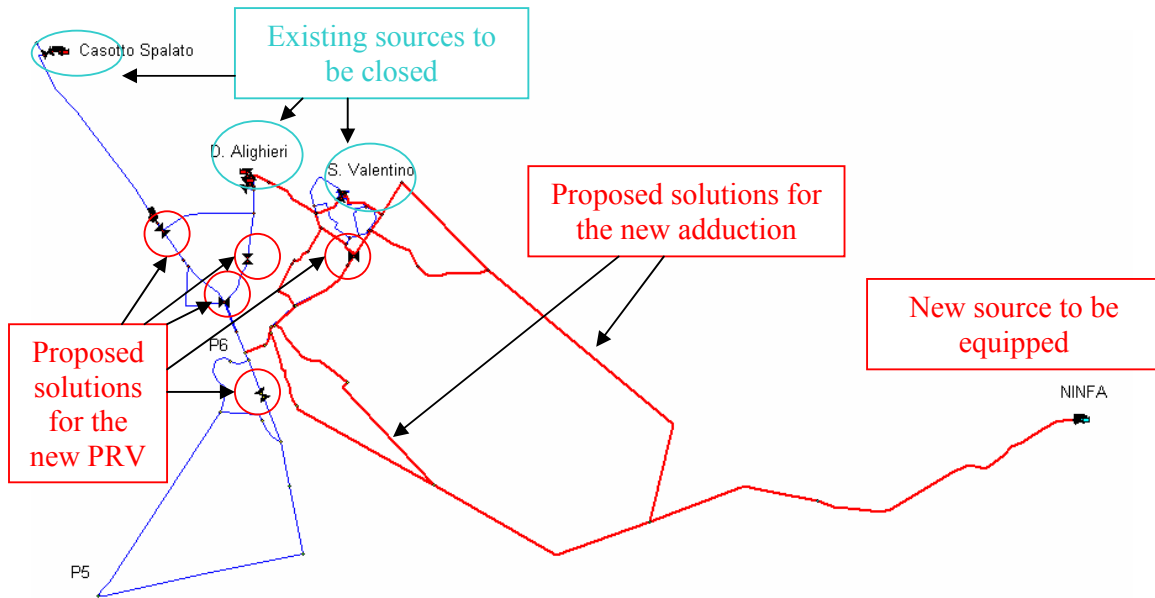 Existing sources to
be closed
Casotto Spalato
D. Alighieri
S. Valentino
Proposed solutions for
the new adduction
New source to be
equipped
NINFA
Proposed
solutions
for the
new PRV
P6
P5